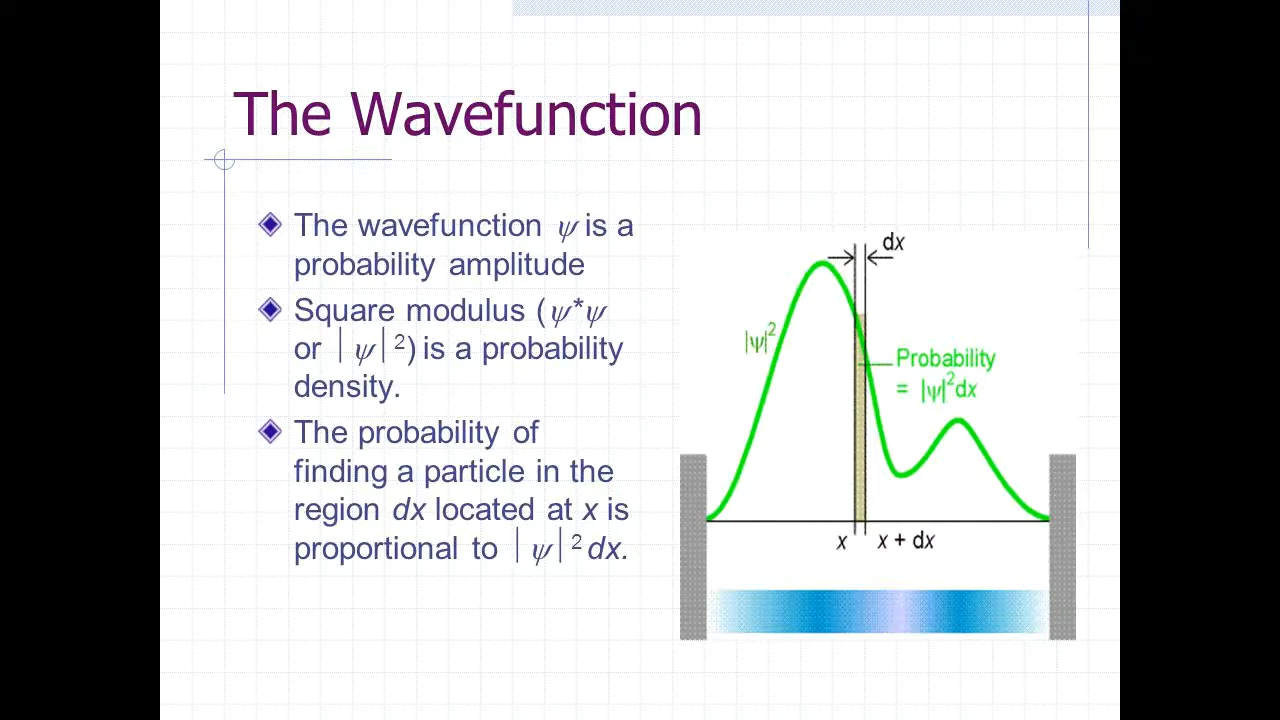 The Wavefunction
The wavefunction ψ is a
probability amplitude
Square modulus (ψ*ψ
or |ψ|²) is a probability
density.
The probability of
finding a particle in the
region dx located at x is
proportional to |ψ|² dx.
dx
|ψ|²
Probability
= |ψ|²dx
x
x + dx